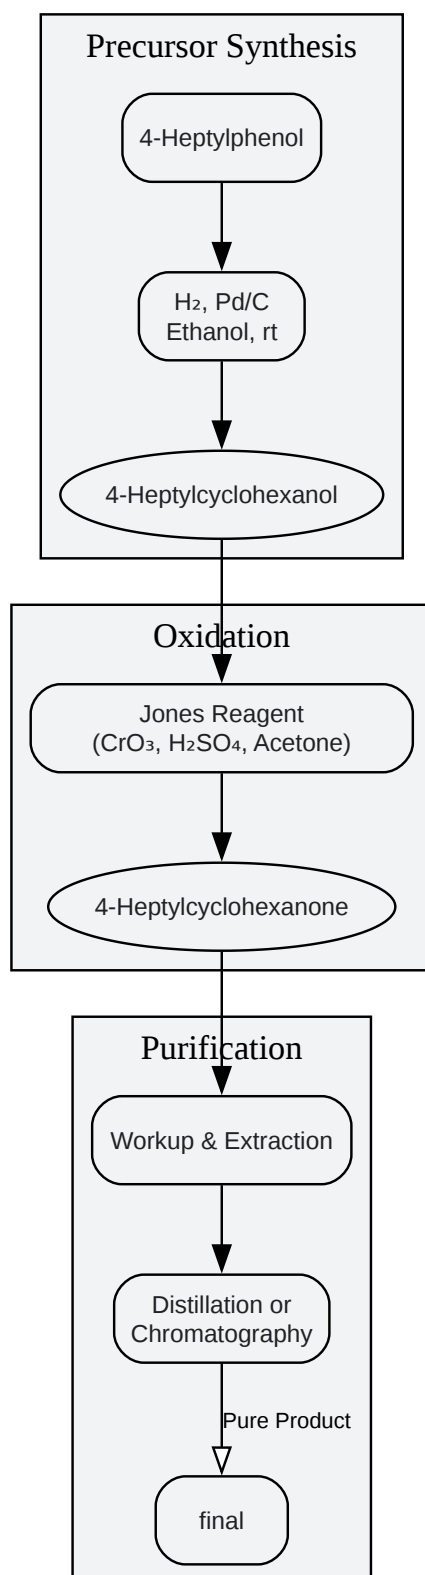 Precursor Synthesis
4-Heptylphenol
H₂, Pd/C
Ethanol, rt
4-Heptylcyclohexanol
Oxidation
Jones Reagent
(CrO₃, H₂SO₄, Acetone)
4-Heptylcyclohexanone
Purification
Workup & Extraction
Distillation or
Chromatography
Pure Product
final